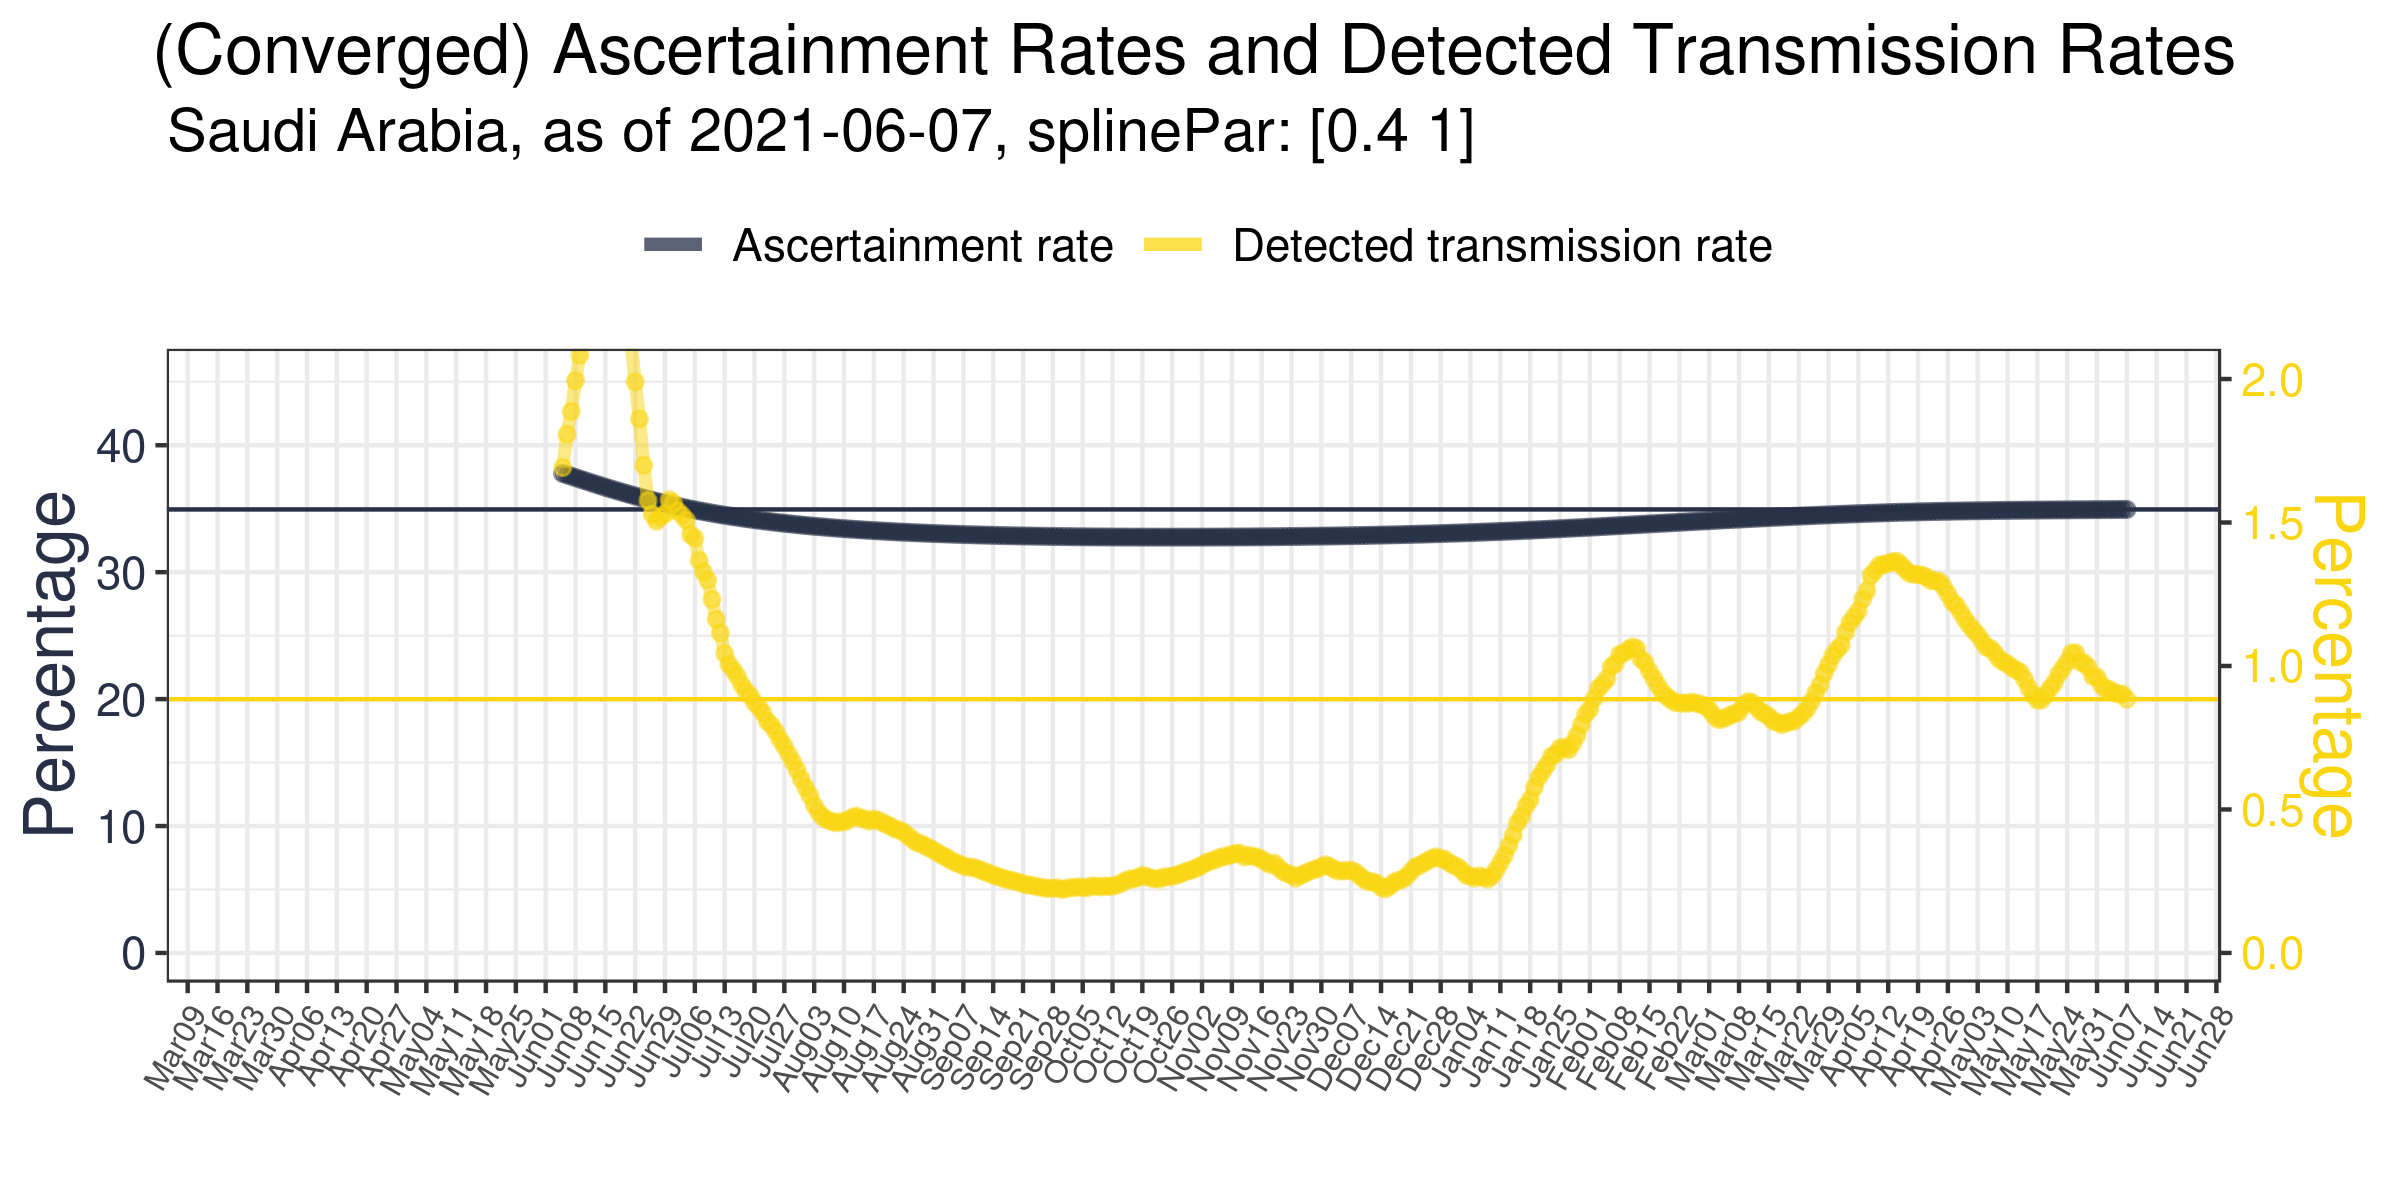 (Converged) Ascertainment Rates and Detected Transmission Rates
Saudi Arabia, as of 2021-06-07, splinePar: [0.4 1]
Ascertainment rate
Detected transmission rate
Percentage
40
30
20
10
0
2.0
1.5
1.0
0.5
0.0
Percentage
Mar09
Mar16
Mar23
Mar30
Apr06
Apr13
Apr20
Apr27
May04
May11
May18
May25
Jun01
Jun08
Jun15
Jun22
Jun29
Jul06
Jul13
Jul20
Jul27
Aug03
Aug10
Aug17
Aug24
Aug31
Sep07
Sep14
Sep21
Sep28
Oct05
Oct12
Oct19
Oct26
Nov02
Nov09
Nov16
Nov23
Nov30
Dec07
Dec14
Dec21
Dec28
Jan04
Jan11
Jan18
Jan25
Feb01
Feb08
Feb15
Feb22
Mar01
Mar08
Mar15
Mar22
Mar29
Apr05
Apr12
Apr19
Apr26
May03
May10
May17
May24
May31
Jun07
Jun14
Jun21
Jun28